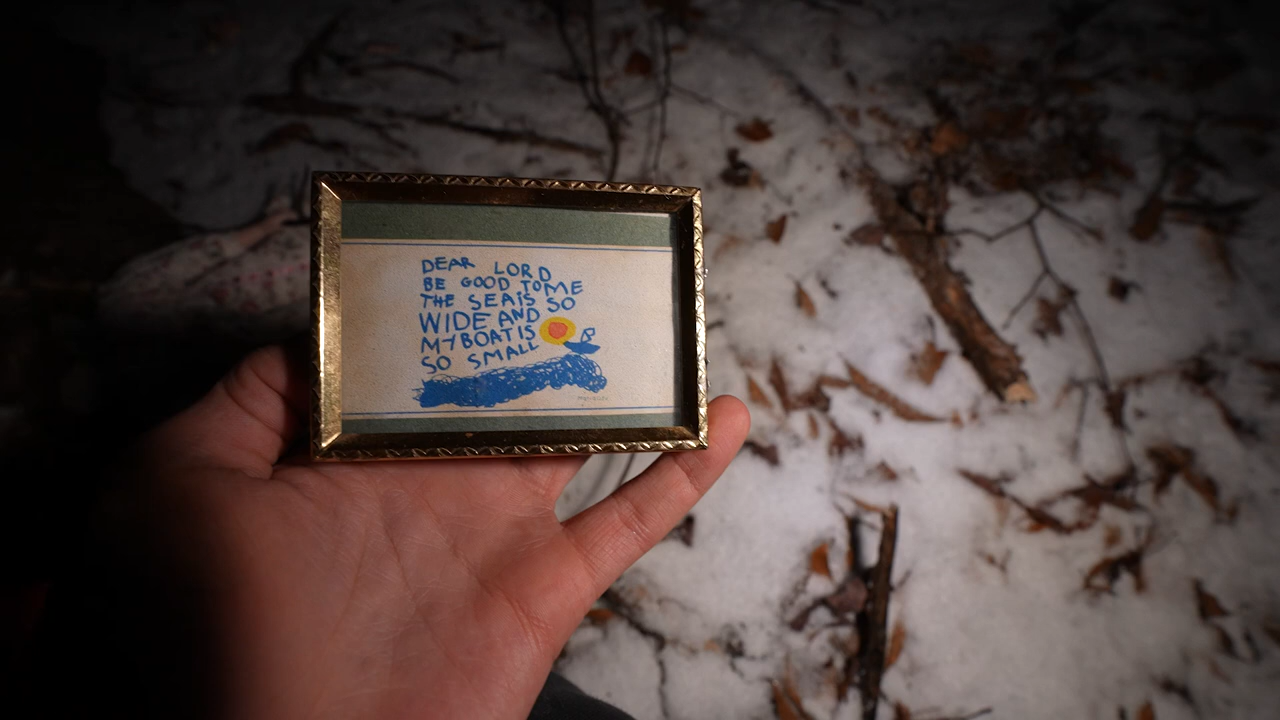 DEAR LORD
BE GOOD TO ME
THE SEA iS SO
WIDE AND
MY BOAT IS
SO SMALL